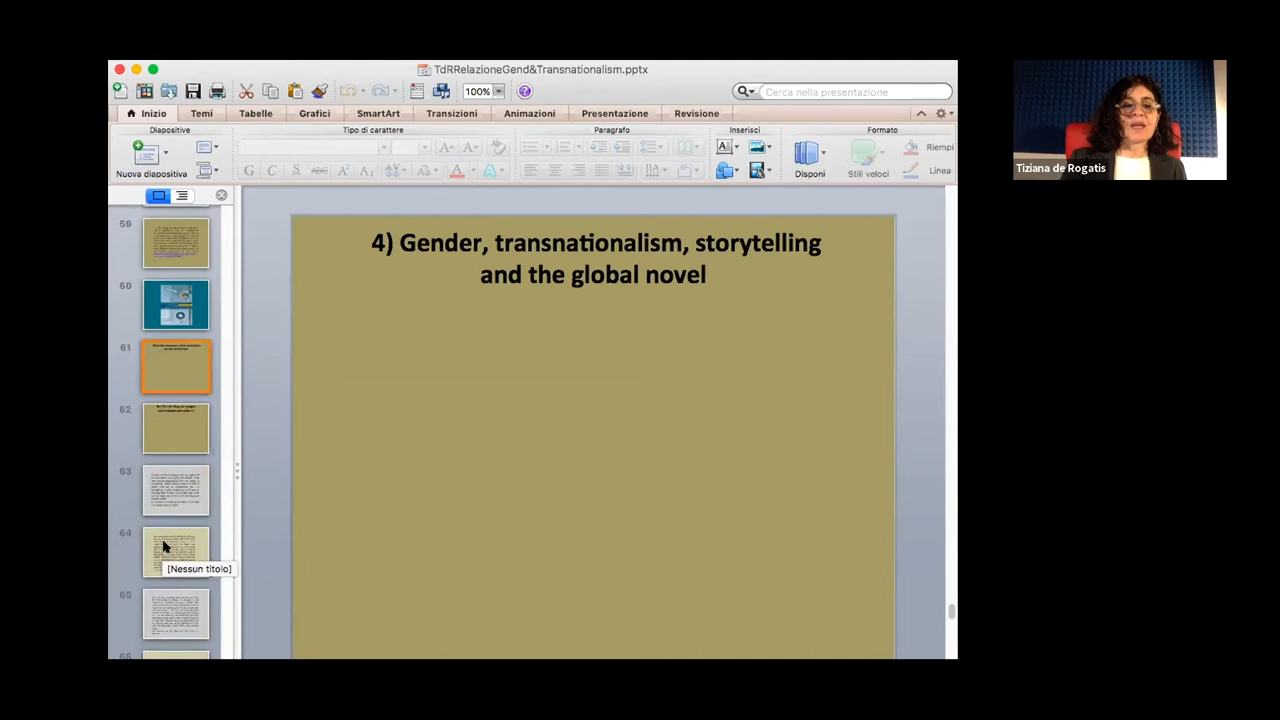 TdRRelazioneGend&Transnationalism.pptx
100%
Cerca nella presentazione
Inizio
Temi
Tabelle
Grafici
SmartArt
Transizioni
Animazioni
Presentazione
Revisione
Diapositive
Tipo di carattere
Paragrafo
Inserisci
Formato
Nuova diapositiva
G
C
S
ABC
A
Disponi
Stili veloci
Riempi
Linea
59
60
61
62
63
64
65
66
[Nessun titolo]
4) Gender, transnationalism, storytelling
and the global novel
Tiziana de Rogatis